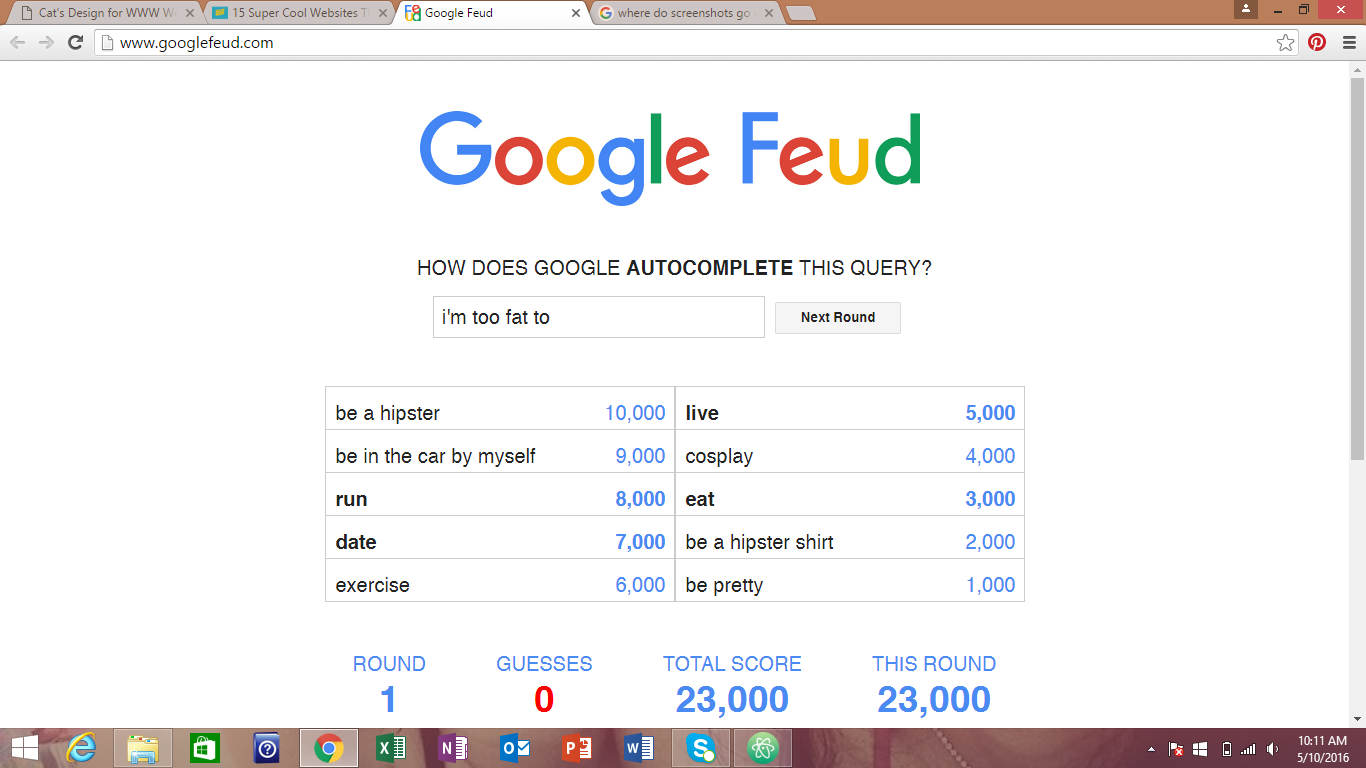 Cat's Design for WWW We
15 Super Cool Websites T
Google Feud
where do screenshots go
www.googlefeud.com
Google Feud
HOW DOES GOOGLE AUTOCOMPLETE THIS QUERY?
i'm too fat to
Next Round
be a hipster 10,000
be in the car by myself 9,000
run 8,000
date 7,000
exercise 6,000
live 5,000
cosplay 4,000
eat 3,000
be a hipster shirt 2,000
be pretty 1,000
ROUND
1
GUESSES
0
TOTAL SCORE
23,000
THIS ROUND
23,000
10:11 AM
5/10/2016